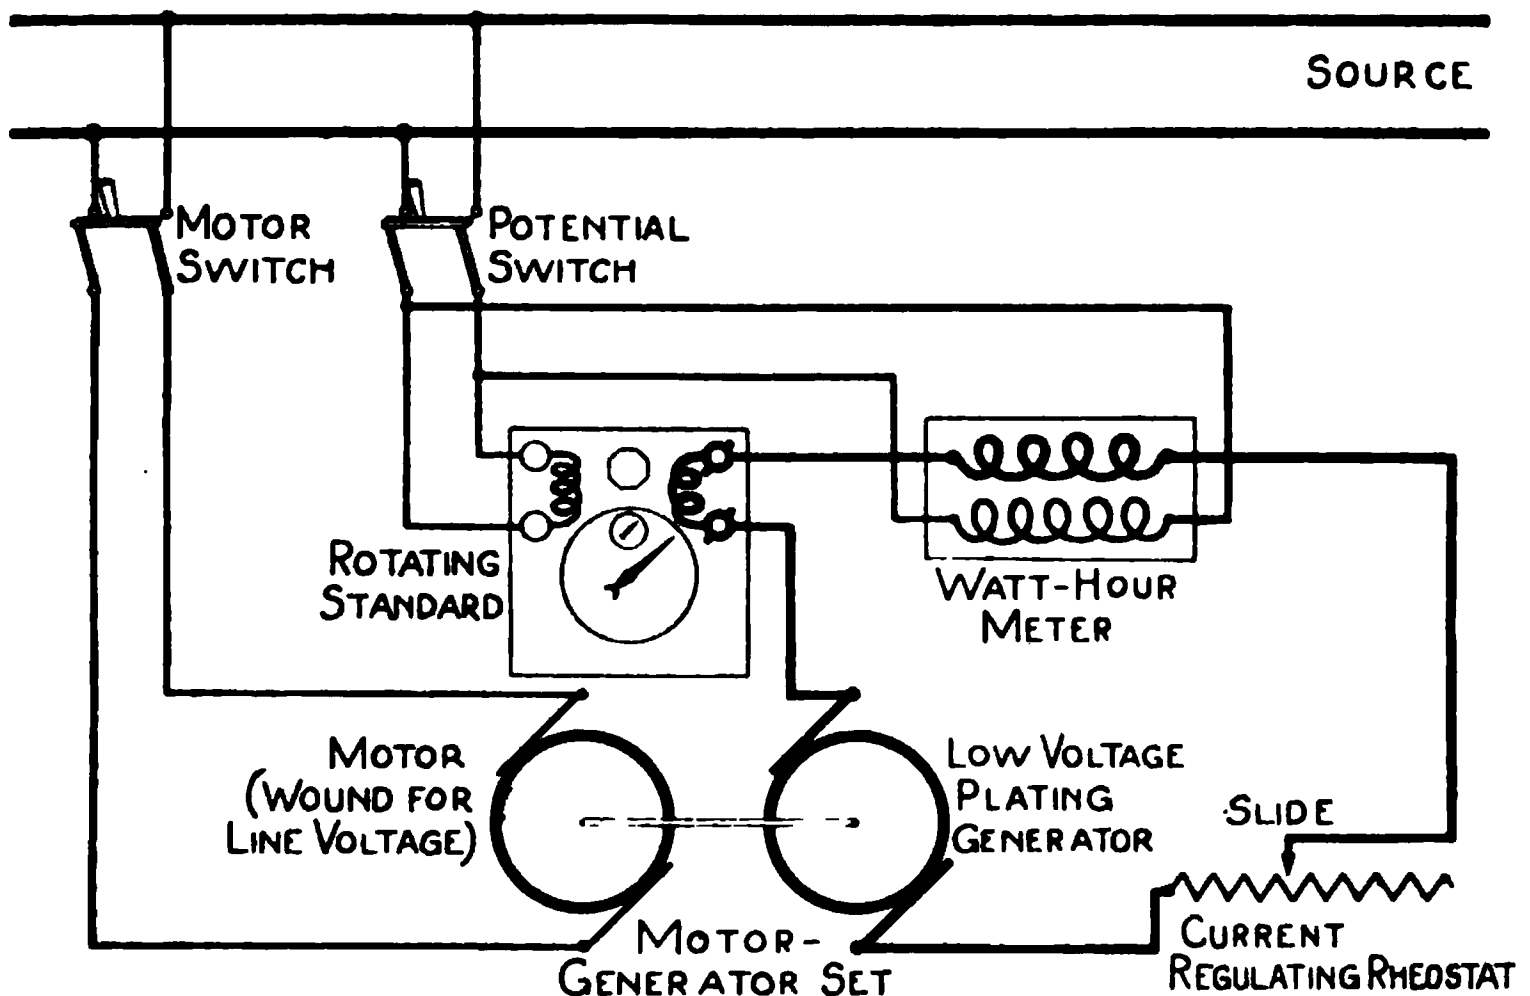 SOURCE
MOTOR
SWITCH
POTENTIAL
SWITCH
ROTATING
STANDARD
WATT-HOUR
METER
MOTOR
(WOUND FOR
LINE VOLTAGE)
LOW VOLTAGE
PLATING
GENERATOR
SLIDE
MOTOR-
GENERATOR SET
CURRENT
REGULATING RHEOSTAT